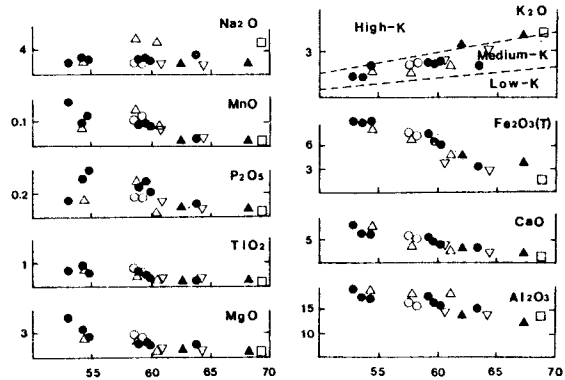 Na₂O
4
MnO
0.1
P₂O₅
0.2
TIO₂
1
MgO
3
55 60 65 70
K₂O
High-K
3
Medium-K
Low-K
Fe₂O₃(T)
6
3
CaO
5
Al₂O₃
15
10
55 60 65 70